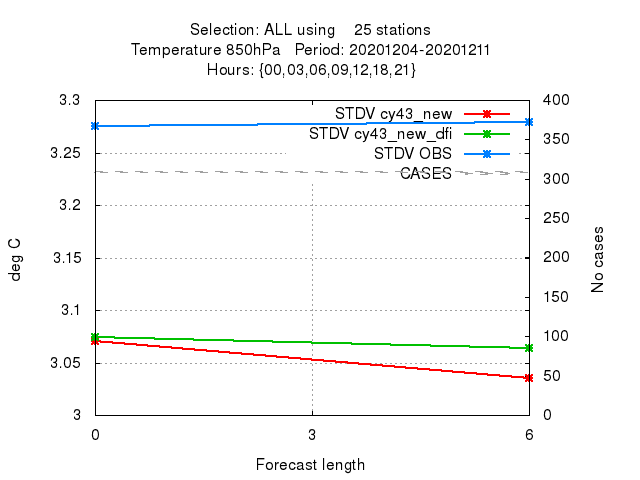 Selection: ALL using 25 stations
Temperature 850hPa Period: 20201204-20201211
Hours: {00,03,06,09,12,18,21}
STDV cy43_new
STDV cy43_new_dfi
STDV OBS
CASES
3.3
3.25
3.2
3.15
3.1
3.05
3
400
350
300
250
200
150
100
50
0
deg C
No cases
0 3 6
Forecast length